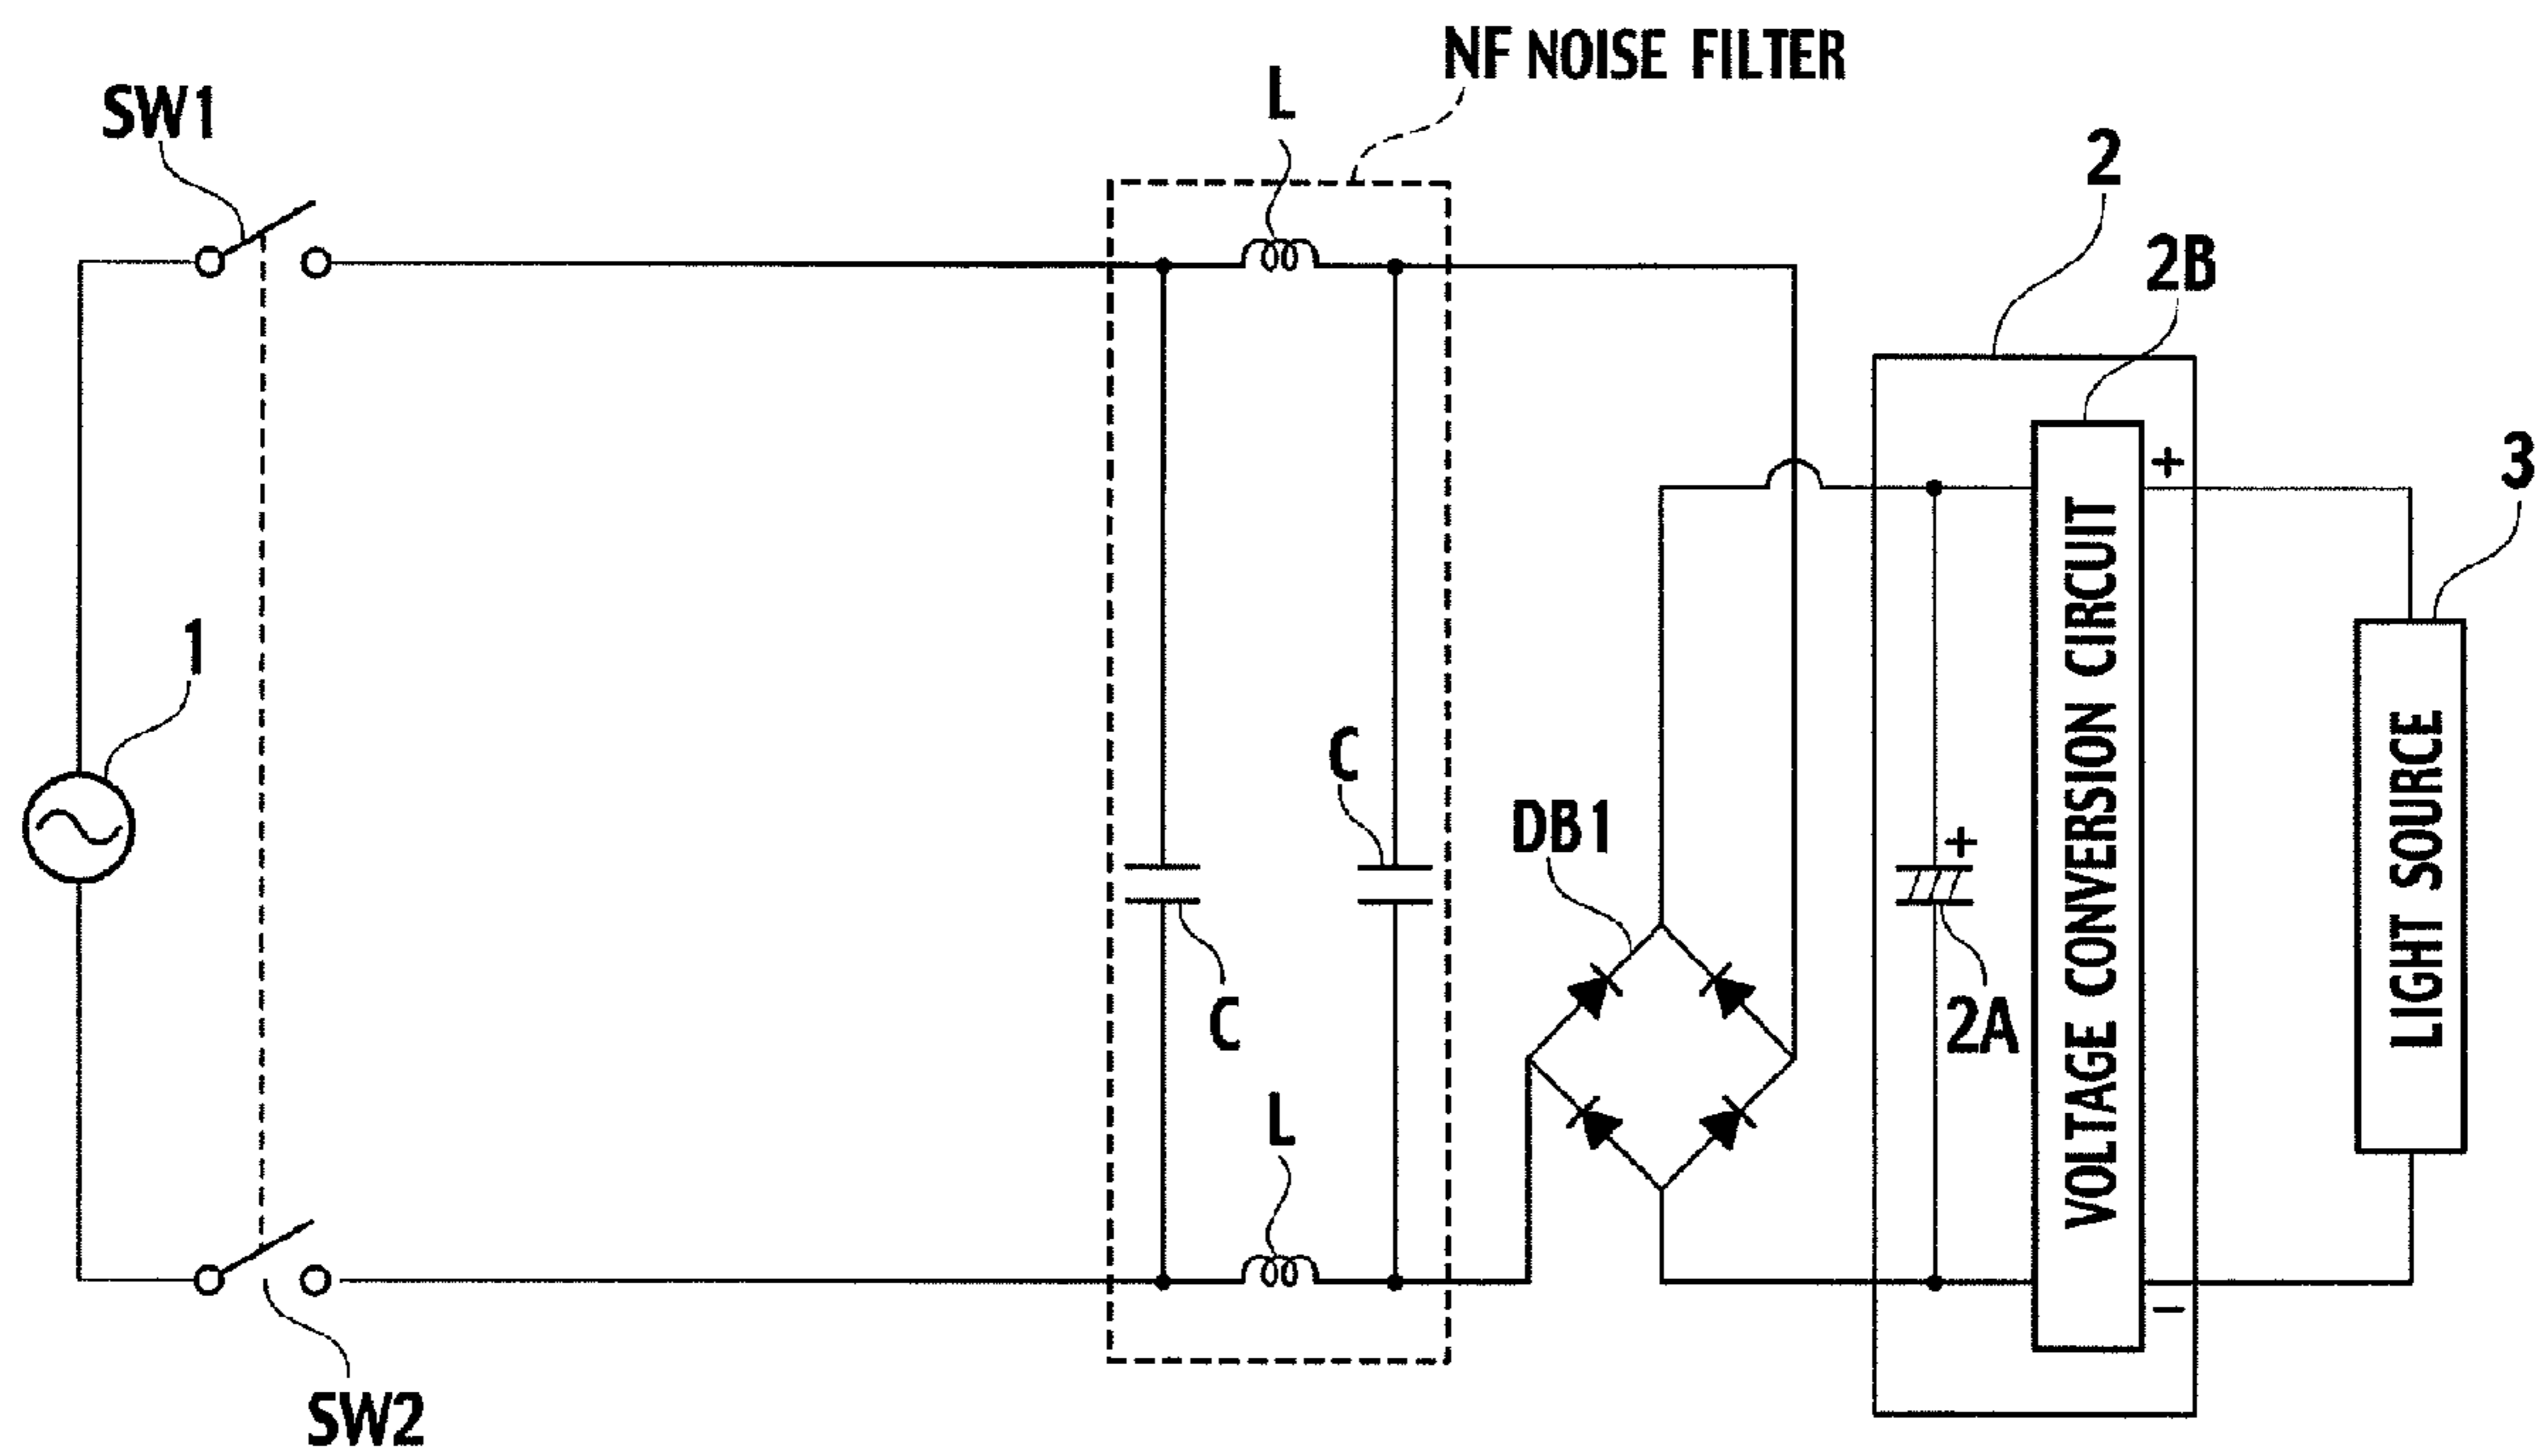 NF NOISE FILTER
L
SW1
2
2B
+
3
1
C
DB1
+
VOLTAGE CONVERSION CIRCUIT
LIGHT SOURCE
C
2A
L
−
SW2